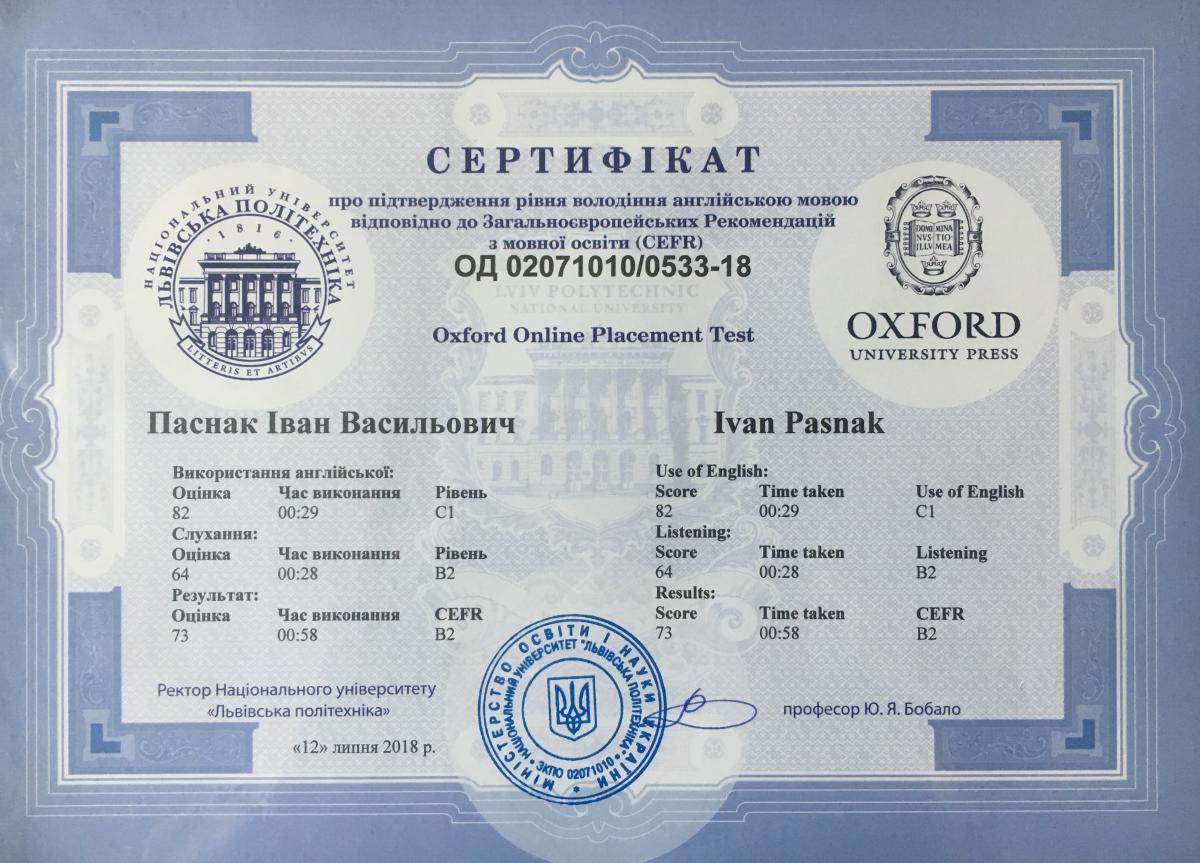 СЕРТИФІКАТ
про підтвердження рівня володіння англійською мовою
відповідно до Загальноєвропейських Рекомендацій
з мовної освіти (CEFR)
ОД 02071010/0533-18
LVIV POLYTECHNIC
NATIONAL UNIVERSITY
Oxford Online Placement Test
НАЦІОНАЛЬНИЙ УНІВЕРСИТЕТ
ЛЬВІВСЬКА ПОЛІТЕХНІКА
· 1816 ·
LITTERIS ET ARTIBVS
DOMI MINA
NVS TIO
ILLV MEA
OXFORD
UNIVERSITY PRESS
Паснак Іван Васильович
Ivan Pasnak
Використання англійської:
Оцінка Час виконання Рівень
82 00:29 C1
Слухання:
Оцінка Час виконання Рівень
64 00:28 B2
Результат:
Оцінка Час виконання CEFR
73 00:58 B2
Use of English:
Score Time taken Use of English
82 00:29 C1
Listening:
Score Time taken Listening
64 00:28 B2
Results:
Score Time taken CEFR
73 00:58 B2
Ректор Національного університету
«Львівська політехніка»
«12» липня 2018 р.
МІНІСТЕРСТВО ОСВІТИ І НАУКИ УКРАЇНИ
НАЦІОНАЛЬНИЙ УНІВЕРСИТЕТ "ЛЬВІВСЬКА ПОЛІТЕХНІКА"
ЗКПО 02071010
професор Ю. Я. Бобало